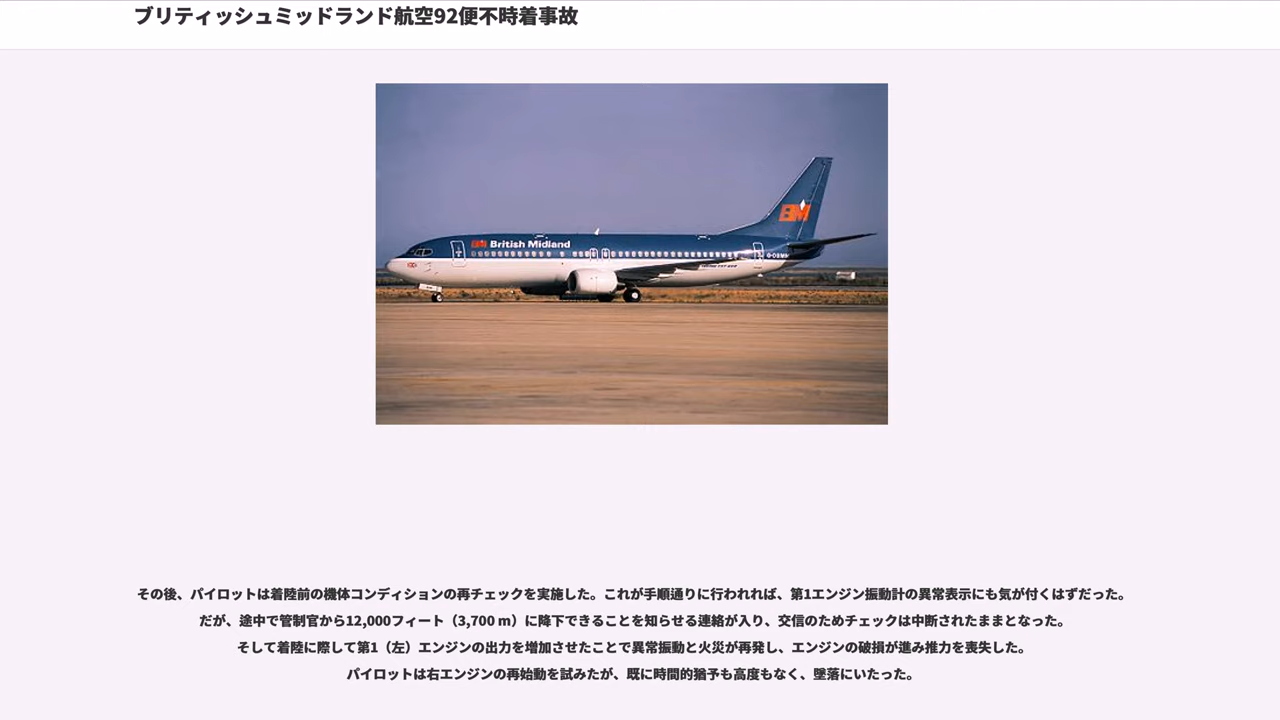 ブリティッシュミッドランド航空92便不時着事故
BM
BM British Midland
その後、パイロットは着陸前の機体コンディションの再チェックを実施した。これが手順通りに行われれば、第1エンジン振動計の異常表示にも気が付くはずだった。
だが、途中で管制官から12,000フィート（3,700 m）に降下できることを知らせる連絡が入り、交信のためチェックは中断されたままとなった。
そして着陸に際して第1（左）エンジンの出力を増加させたことで異常振動と火災が再発し、エンジンの破損が進み推力を喪失した。
パイロットは右エンジンの再始動を試みたが、既に時間的猶予も高度もなく、墜落にいたった。